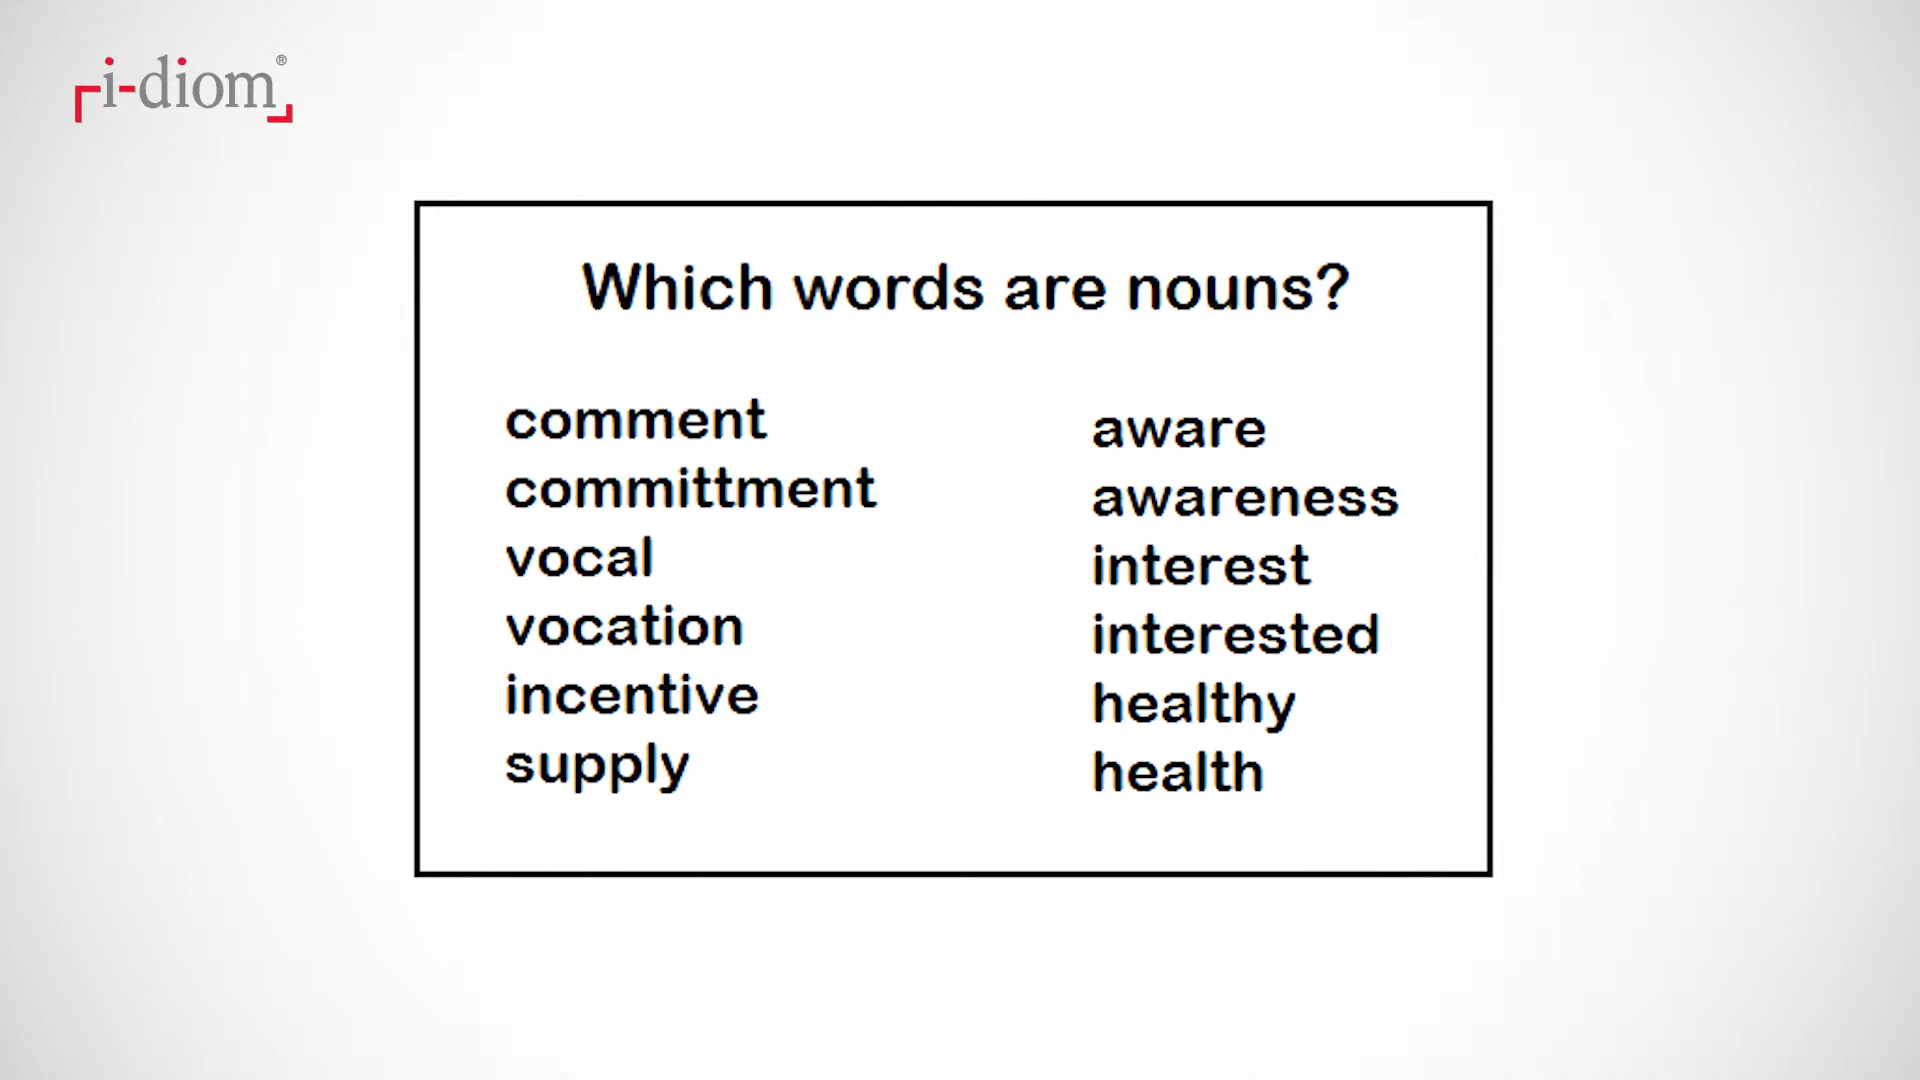 i-diom®
Which words are nouns?
comment
committment
vocal
vocation
incentive
supply
aware
awareness
interest
interested
healthy
health